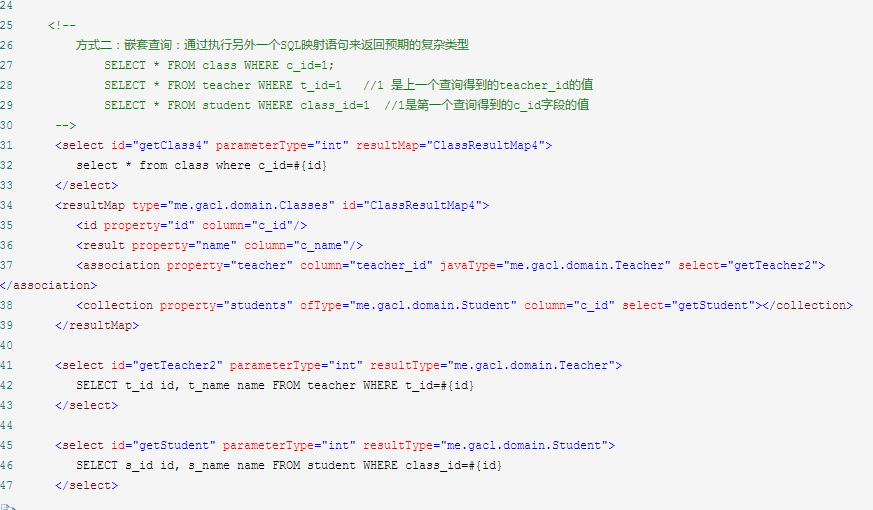 24
25 <!--
26 方式二：嵌套查询：通过执行另外一个SQL映射语句来返回预期的复杂类型
27 SELECT * FROM class WHERE c_id=1;
28 SELECT * FROM teacher WHERE t_id=1 //1 是上一个查询得到的teacher_id的值
29 SELECT * FROM student WHERE class_id=1 //1是第一个查询得到的c_id字段的值
30 -->
31 <select id="getClass4" parameterType="int" resultMap="ClassResultMap4">
32 select * from class where c_id=#{id}
33 </select>
34 <resultMap type="me.gacl.domain.Classes" id="ClassResultMap4">
35 <id property="id" column="c_id"/>
36 <result property="name" column="c_name"/>
37 <association property="teacher" column="teacher_id" javaType="me.gacl.domain.Teacher" select="getTeacher2">
</association>
38 <collection property="students" ofType="me.gacl.domain.Student" column="c_id" select="getStudent"></collection>
39 </resultMap>
40
41 <select id="getTeacher2" parameterType="int" resultType="me.gacl.domain.Teacher">
42 SELECT t_id id, t_name name FROM teacher WHERE t_id=#{id}
43 </select>
44
45 <select id="getStudent" parameterType="int" resultType="me.gacl.domain.Student">
46 SELECT s_id id, s_name name FROM student WHERE class_id=#{id}
47 </select>